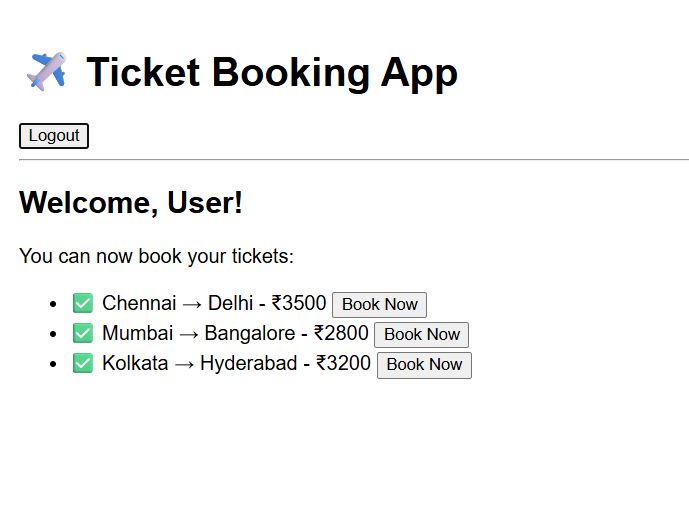 ✈️ Ticket Booking App
Logout
Welcome, User!
You can now book your tickets:
• ✅ Chennai → Delhi - ₹3500 Book Now
• ✅ Mumbai → Bangalore - ₹2800 Book Now
• ✅ Kolkata → Hyderabad - ₹3200 Book Now